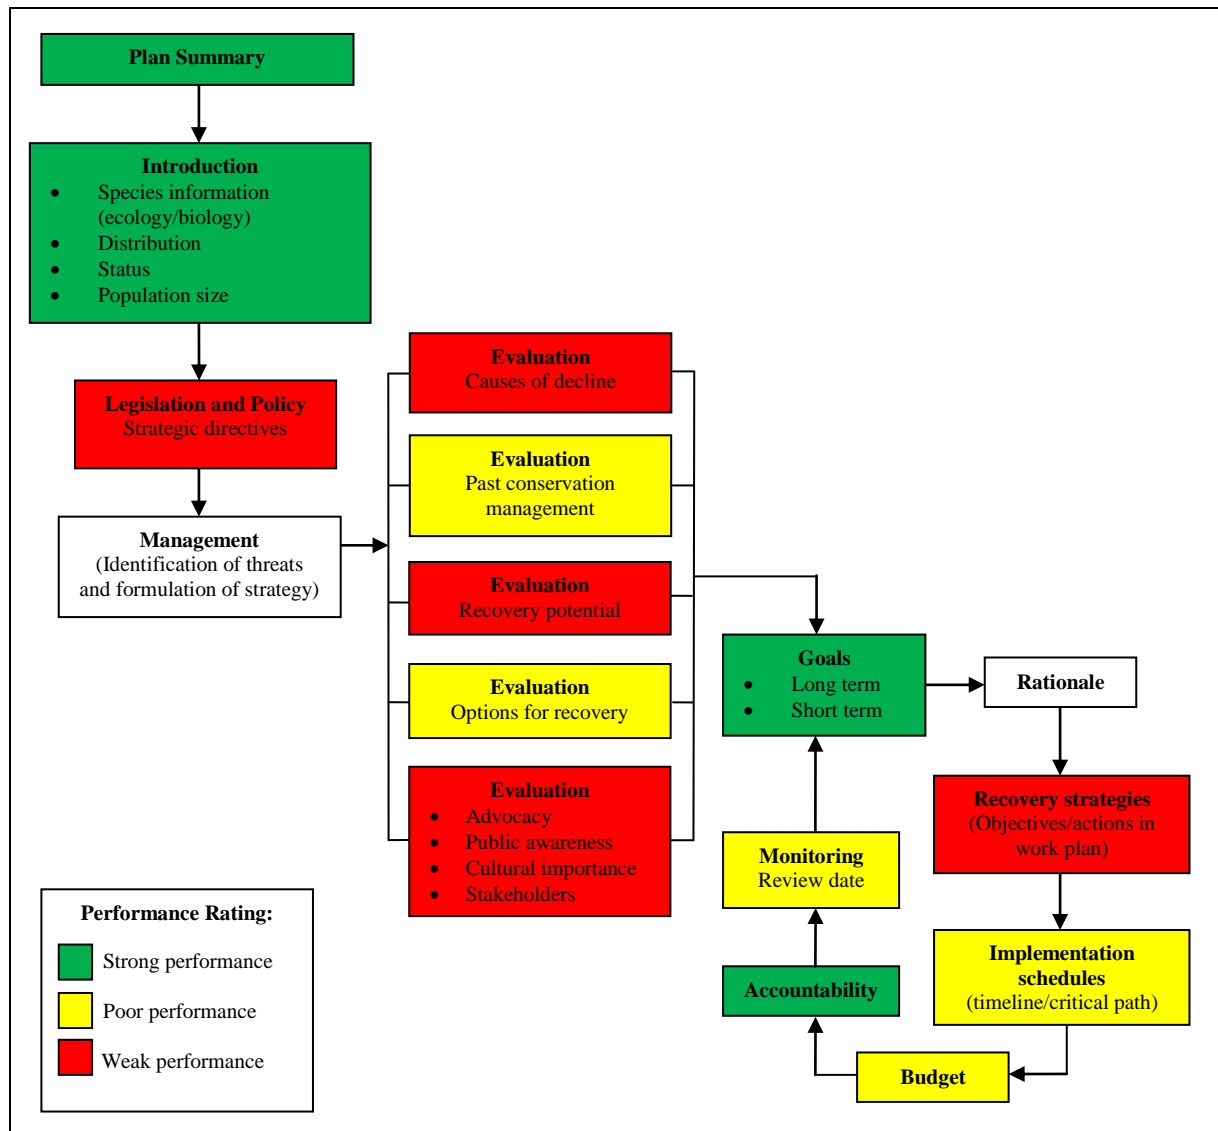 Plan Summary
Introduction
• Species information
(ecology/biology)
• Distribution
• Status
• Population size
Legislation and Policy
Strategic directives
Management
(Identification of threats
and formulation of strategy)
Evaluation
Causes of decline
Evaluation
Past conservation
management
Evaluation
Recovery potential
Evaluation
Options for recovery
Evaluation
• Advocacy
• Public awareness
• Cultural importance
• Stakeholders
Goals
• Long term
• Short term
Rationale
Recovery strategies
(Objectives/actions in
work plan)
Implementation
schedules
(timeline/critical path)
Budget
Accountability
Monitoring
Review date
Performance Rating:
Strong performance
Poor performance
Weak performance